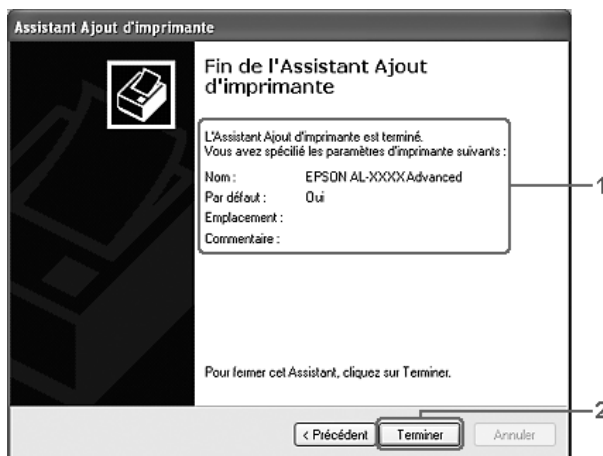 Assistant Ajout d'imprimante
Fin de l'Assistant Ajout
d'imprimante
L'Assistant Ajout d'imprimante est terminé.
Vous avez spécifié les paramètres d'imprimante suivants :
Nom : EPSON AL-XXXX Advanced
Par défaut : Oui
Emplacement :
Commentaire :
1
Pour fermer cet Assistant, cliquez sur Terminer.
< Précédent Terminer Annuler
2